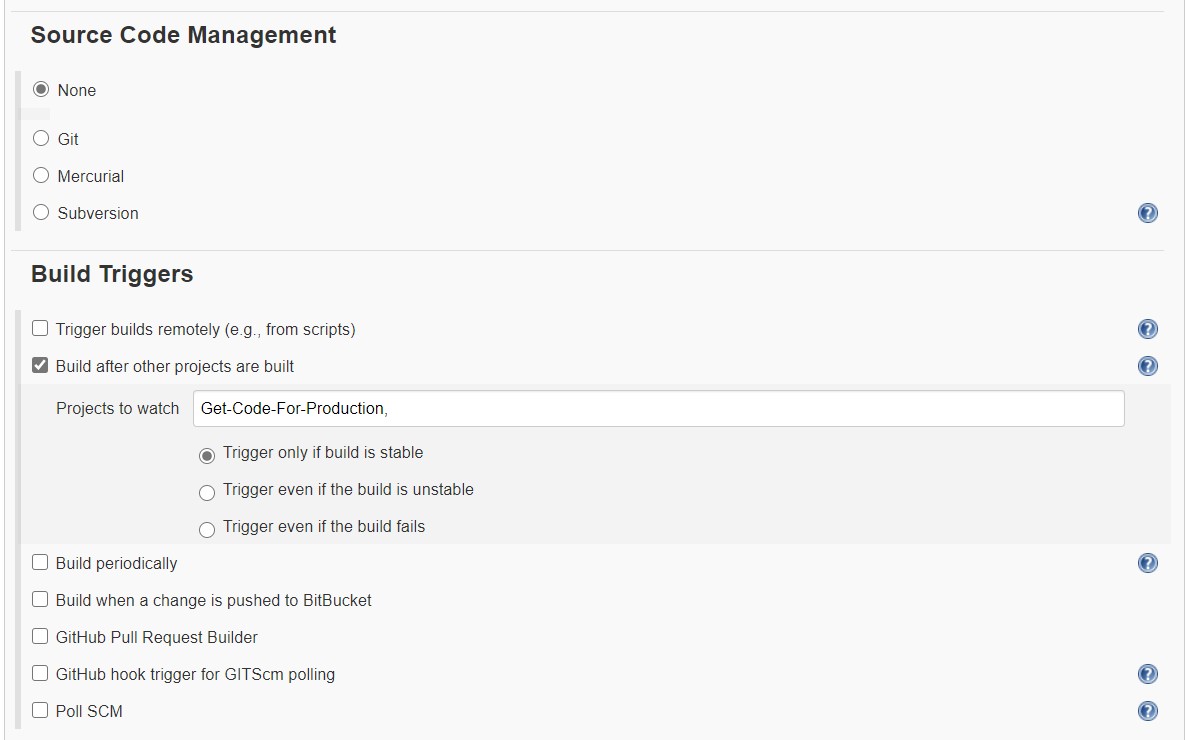 Source Code Management
None
Git
Mercurial
Subversion
Build Triggers
Trigger builds remotely (e.g., from scripts)
Build after other projects are built
Projects to watch Get-Code-For-Production,
Trigger only if build is stable
Trigger even if the build is unstable
Trigger even if the build fails
Build periodically
Build when a change is pushed to BitBucket
GitHub Pull Request Builder
GitHub hook trigger for GITScm polling
Poll SCM